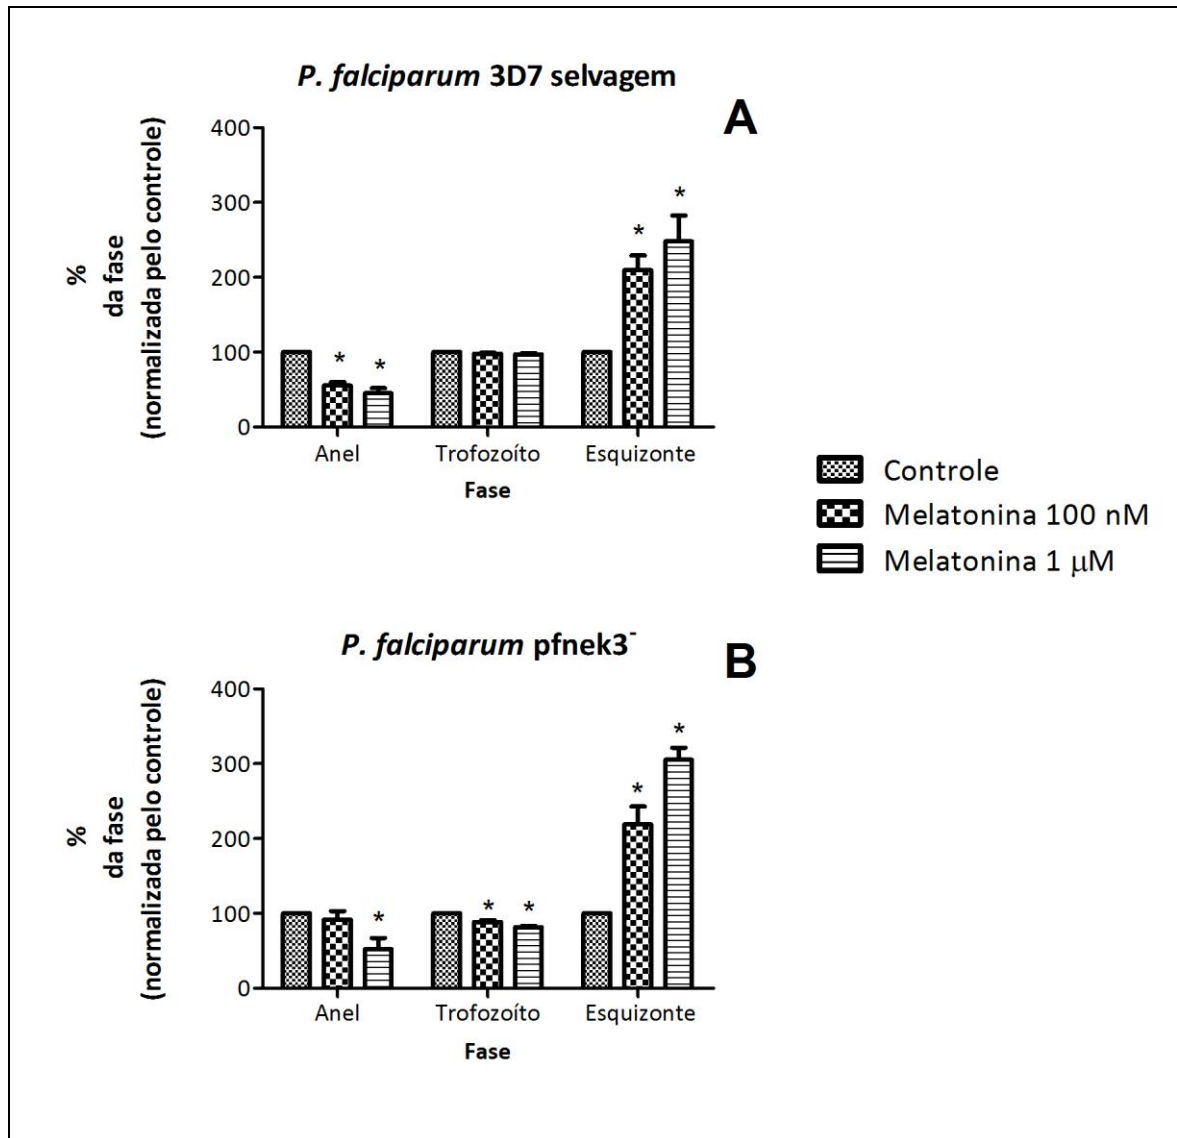 P. falciparum 3D7 selvagem
A
%
da fase
(normalizada pelo controle)
400
300
200
100
0
* * * *
Anel Trofozoíto Esquizonte
Fase
Controle
Melatonina 100 nM
Melatonina 1 μM
P. falciparum pfnek3⁻
B
%
da fase
(normalizada pelo controle)
400
300
200
100
0
* * * * *
Anel Trofozoíto Esquizonte
Fase